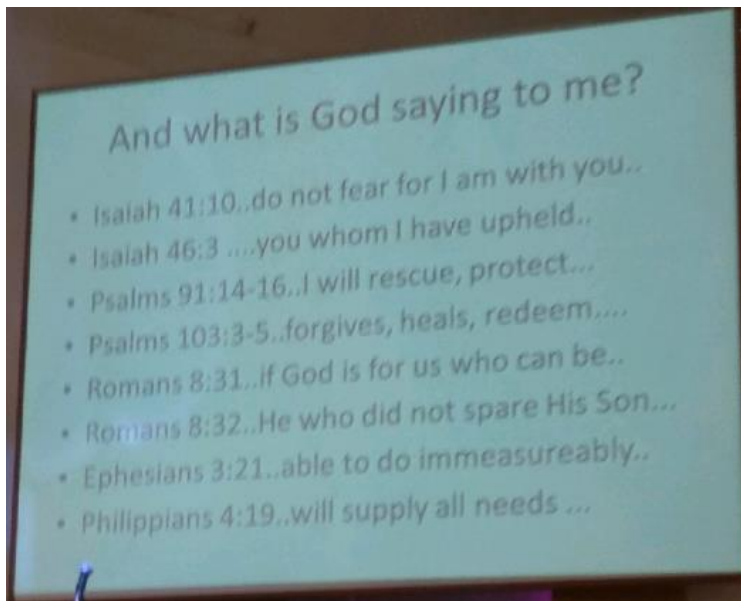 And what is God saying to me?
• Isaiah 41:10..do not fear for I am with you..
• Isaiah 46:3 ....you whom I have upheld..
• Psalms 91:14-16..I will rescue, protect...
• Psalms 103:3-5..forgives, heals, redeem....
• Romans 8:31..if God is for us who can be..
• Romans 8:32..He who did not spare His Son...
• Ephesians 3:21..able to do immeasureably..
• Philippians 4:19..will supply all needs ...